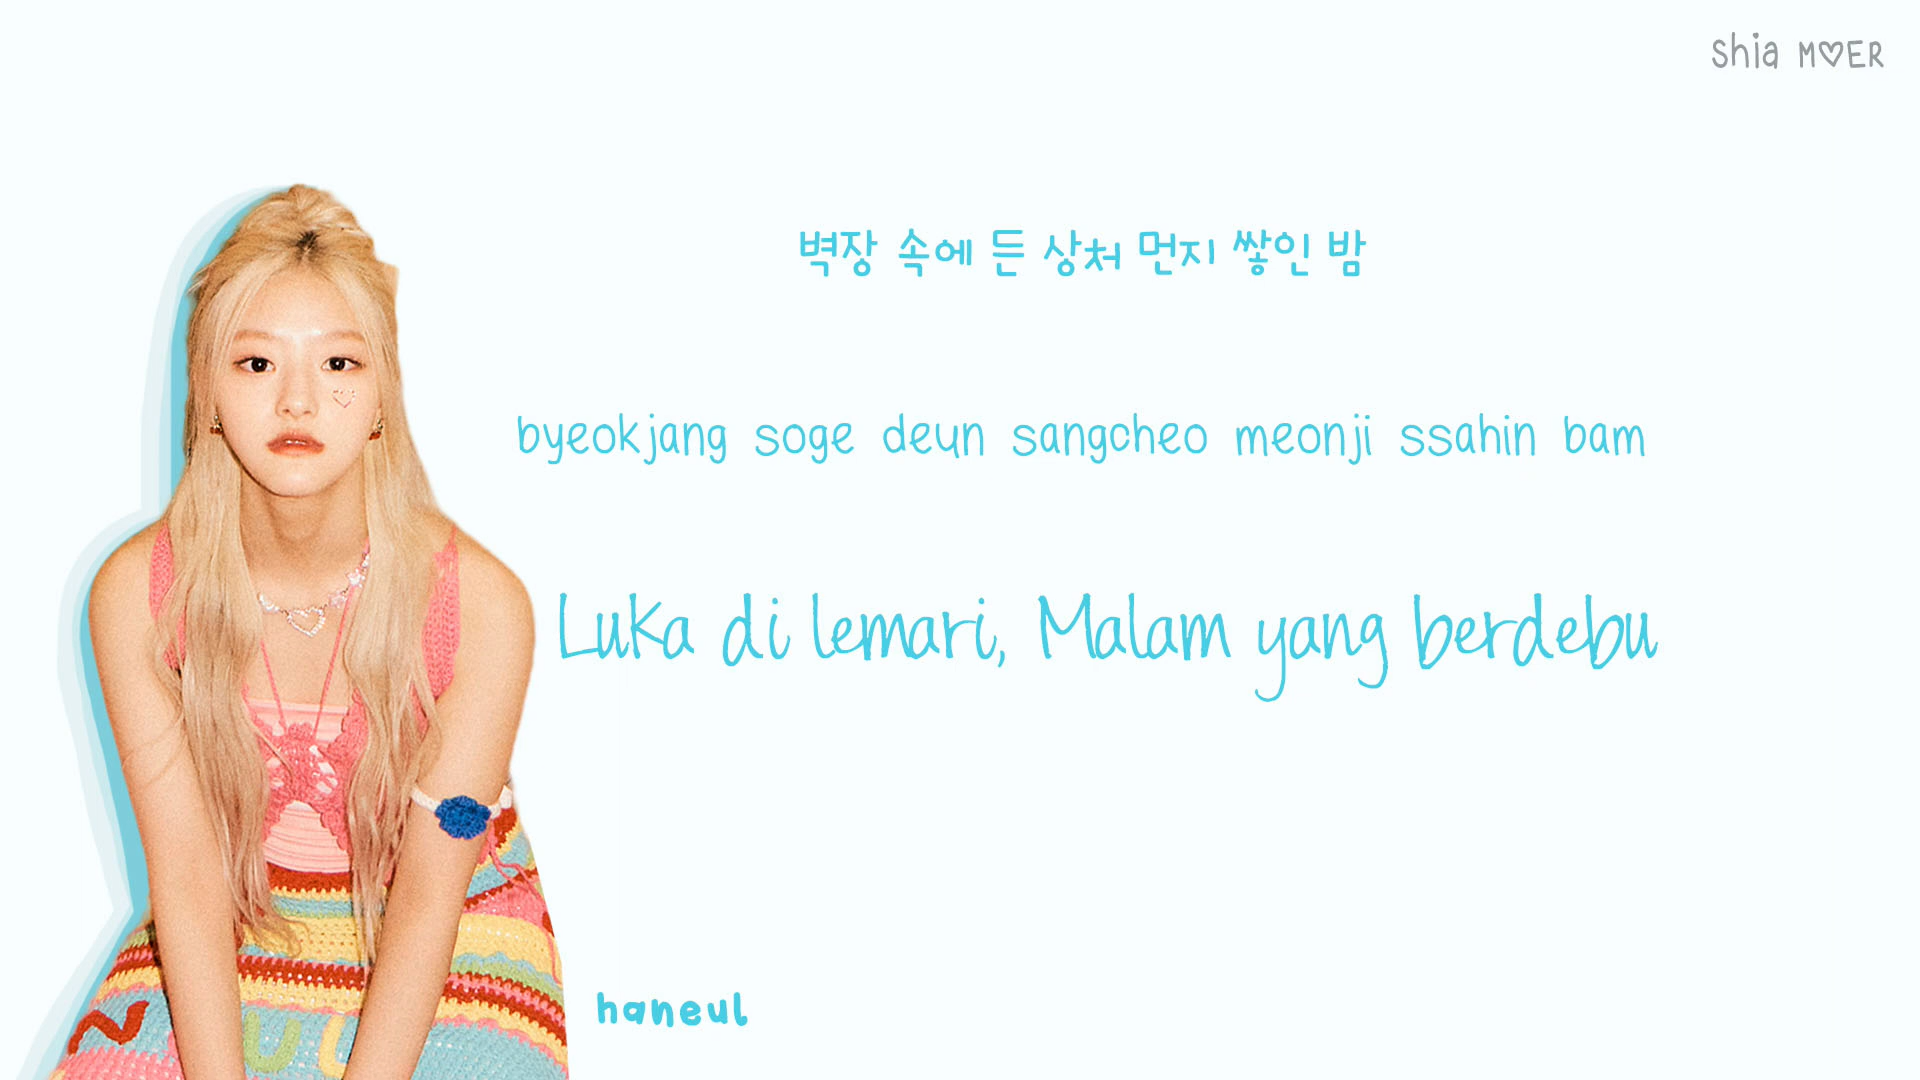 shia M♡ER
벽장 속에 든 상처 먼지 쌓인 밤
byeokjang soge deun sangcheo meonji ssahin bam
Luka di lemari, Malam yang berdebu
haneul